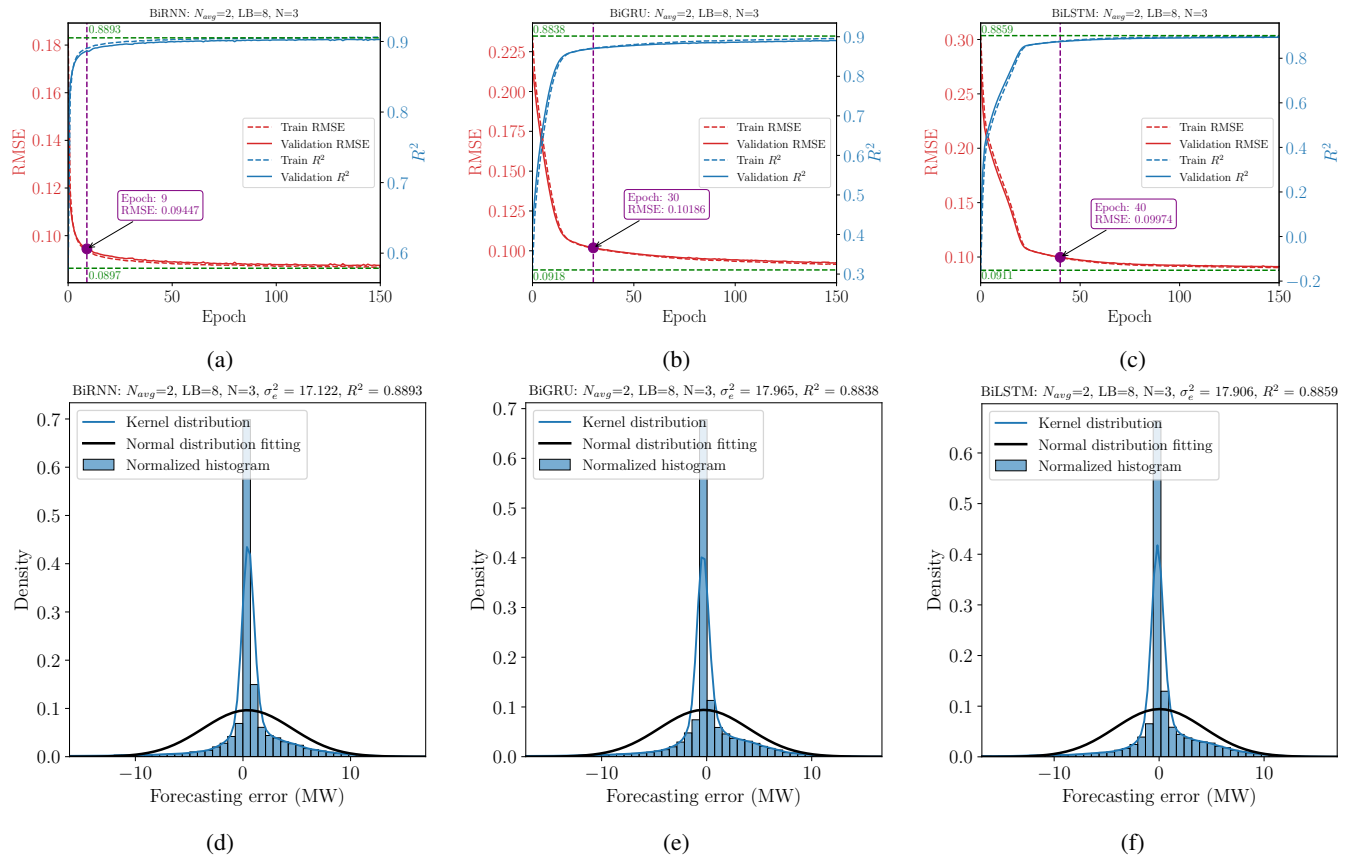 BiRNN: N_avg=2, LB=8, N=3
0.8893
0.18
0.16
0.14
0.12
0.10
RMSE
0.9
0.8
0.7
0.6
R²
Train RMSE
Validation RMSE
Train R²
Validation R²
Epoch: 9
RMSE: 0.09447
0.0897
0 50 100 150
Epoch
(a)
BiGRU: N_avg=2, LB=8, N=3
0.8838
0.225
0.200
0.175
0.150
0.125
0.100
RMSE
0.9
0.8
0.7
0.6
0.5
0.4
0.3
R²
Train RMSE
Validation RMSE
Train R²
Validation R²
Epoch: 30
RMSE: 0.10186
0.0918
0 50 100 150
Epoch
(b)
BiLSTM: N_avg=2, LB=8, N=3
0.8859
0.30
0.25
0.20
0.15
0.10
RMSE
0.8
0.6
0.4
0.2
0.0
−0.2
R²
Train RMSE
Validation RMSE
Train R²
Validation R²
Epoch: 40
RMSE: 0.09974
0.0911
0 50 100 150
Epoch
(c)
BiRNN: N_avg=2, LB=8, N=3, σ_e² = 17.122, R² = 0.8893
0.7
0.6
0.5
0.4
0.3
0.2
0.1
0.0
Density
Kernel distribution
Normal distribution fitting
Normalized histogram
−10 0 10
Forecasting error (MW)
(d)
BiGRU: N_avg=2, LB=8, N=3, σ_e² = 17.965, R² = 0.8838
0.7
0.6
0.5
0.4
0.3
0.2
0.1
0.0
Density
Kernel distribution
Normal distribution fitting
Normalized histogram
−10 0 10
Forecasting error (MW)
(e)
BiLSTM: N_avg=2, LB=8, N=3, σ_e² = 17.906, R² = 0.8859
0.6
0.5
0.4
0.3
0.2
0.1
0.0
Density
Kernel distribution
Normal distribution fitting
Normalized histogram
−10 0 10
Forecasting error (MW)
(f)